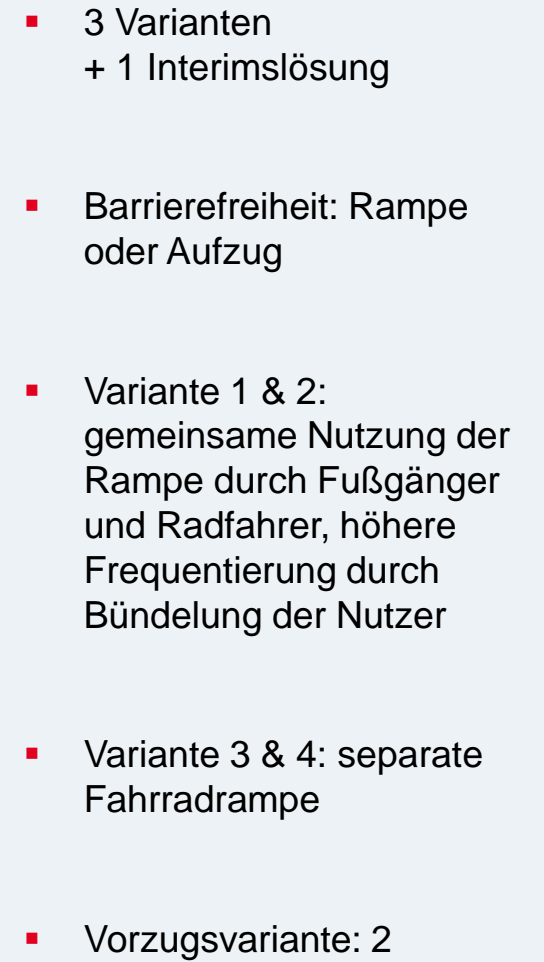 ▪ 3 Varianten
+ 1 Interimslösung
▪ Barrierefreiheit: Rampe
oder Aufzug
▪ Variante 1 & 2:
gemeinsame Nutzung der
Rampe durch Fußgänger
und Radfahrer, höhere
Frequentierung durch
Bündelung der Nutzer
▪ Variante 3 & 4: separate
Fahrradrampe
▪ Vorzugsvariante: 2